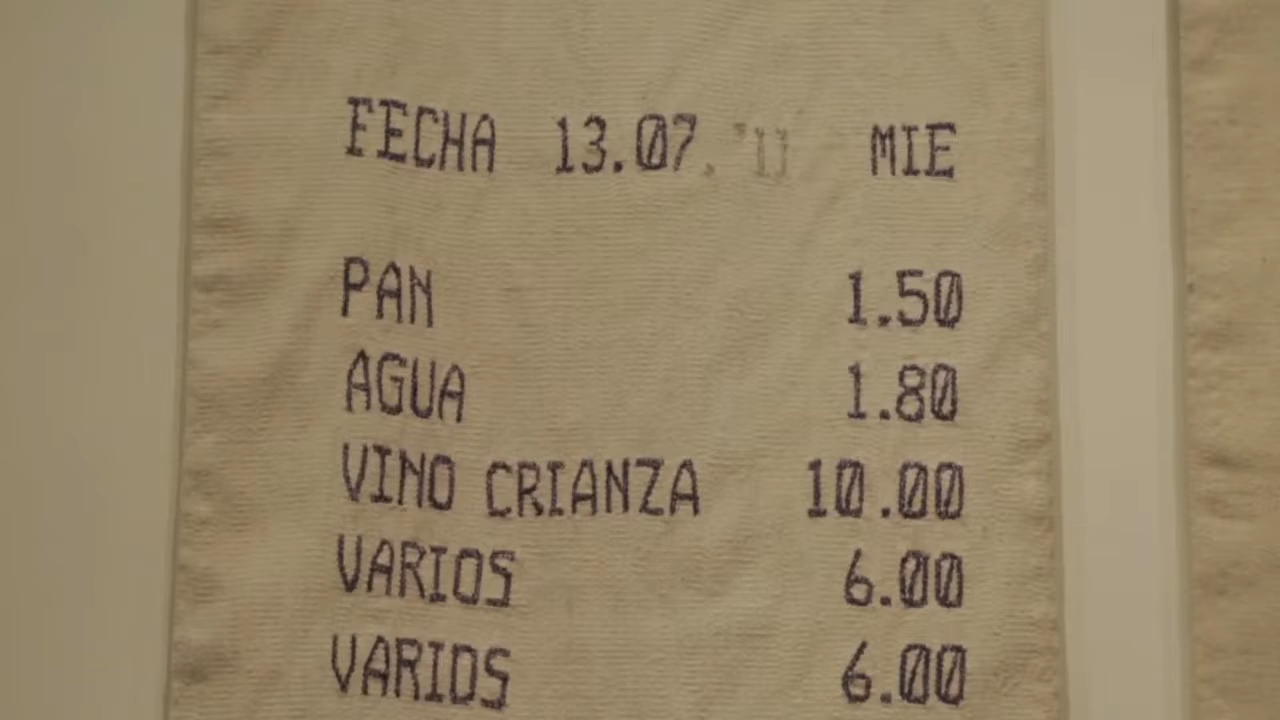 FECHA 13.07. '11 MIE
PAN 1.50
AGUA 1.80
VINO CRIANZA 10.00
VARIOS 6.00
VARIOS 6.00